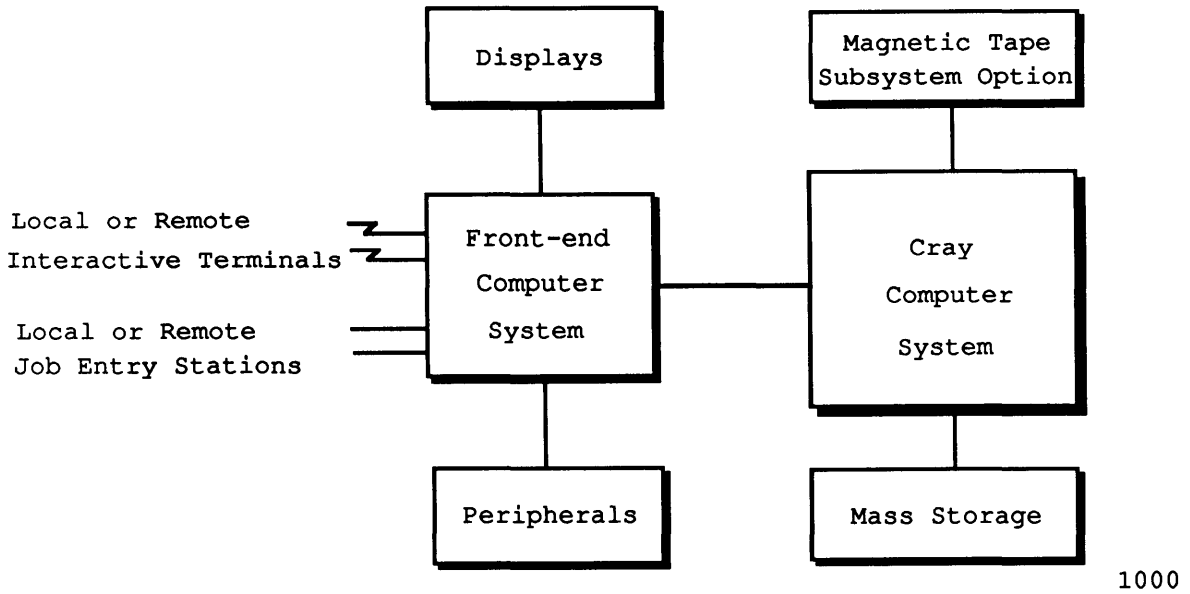 Displays
Magnetic Tape
Subsystem Option
Local or Remote
Interactive Terminals
Local or Remote
Job Entry Stations
Front-end
Computer
System
Cray
Computer
System
Peripherals
Mass Storage
1000